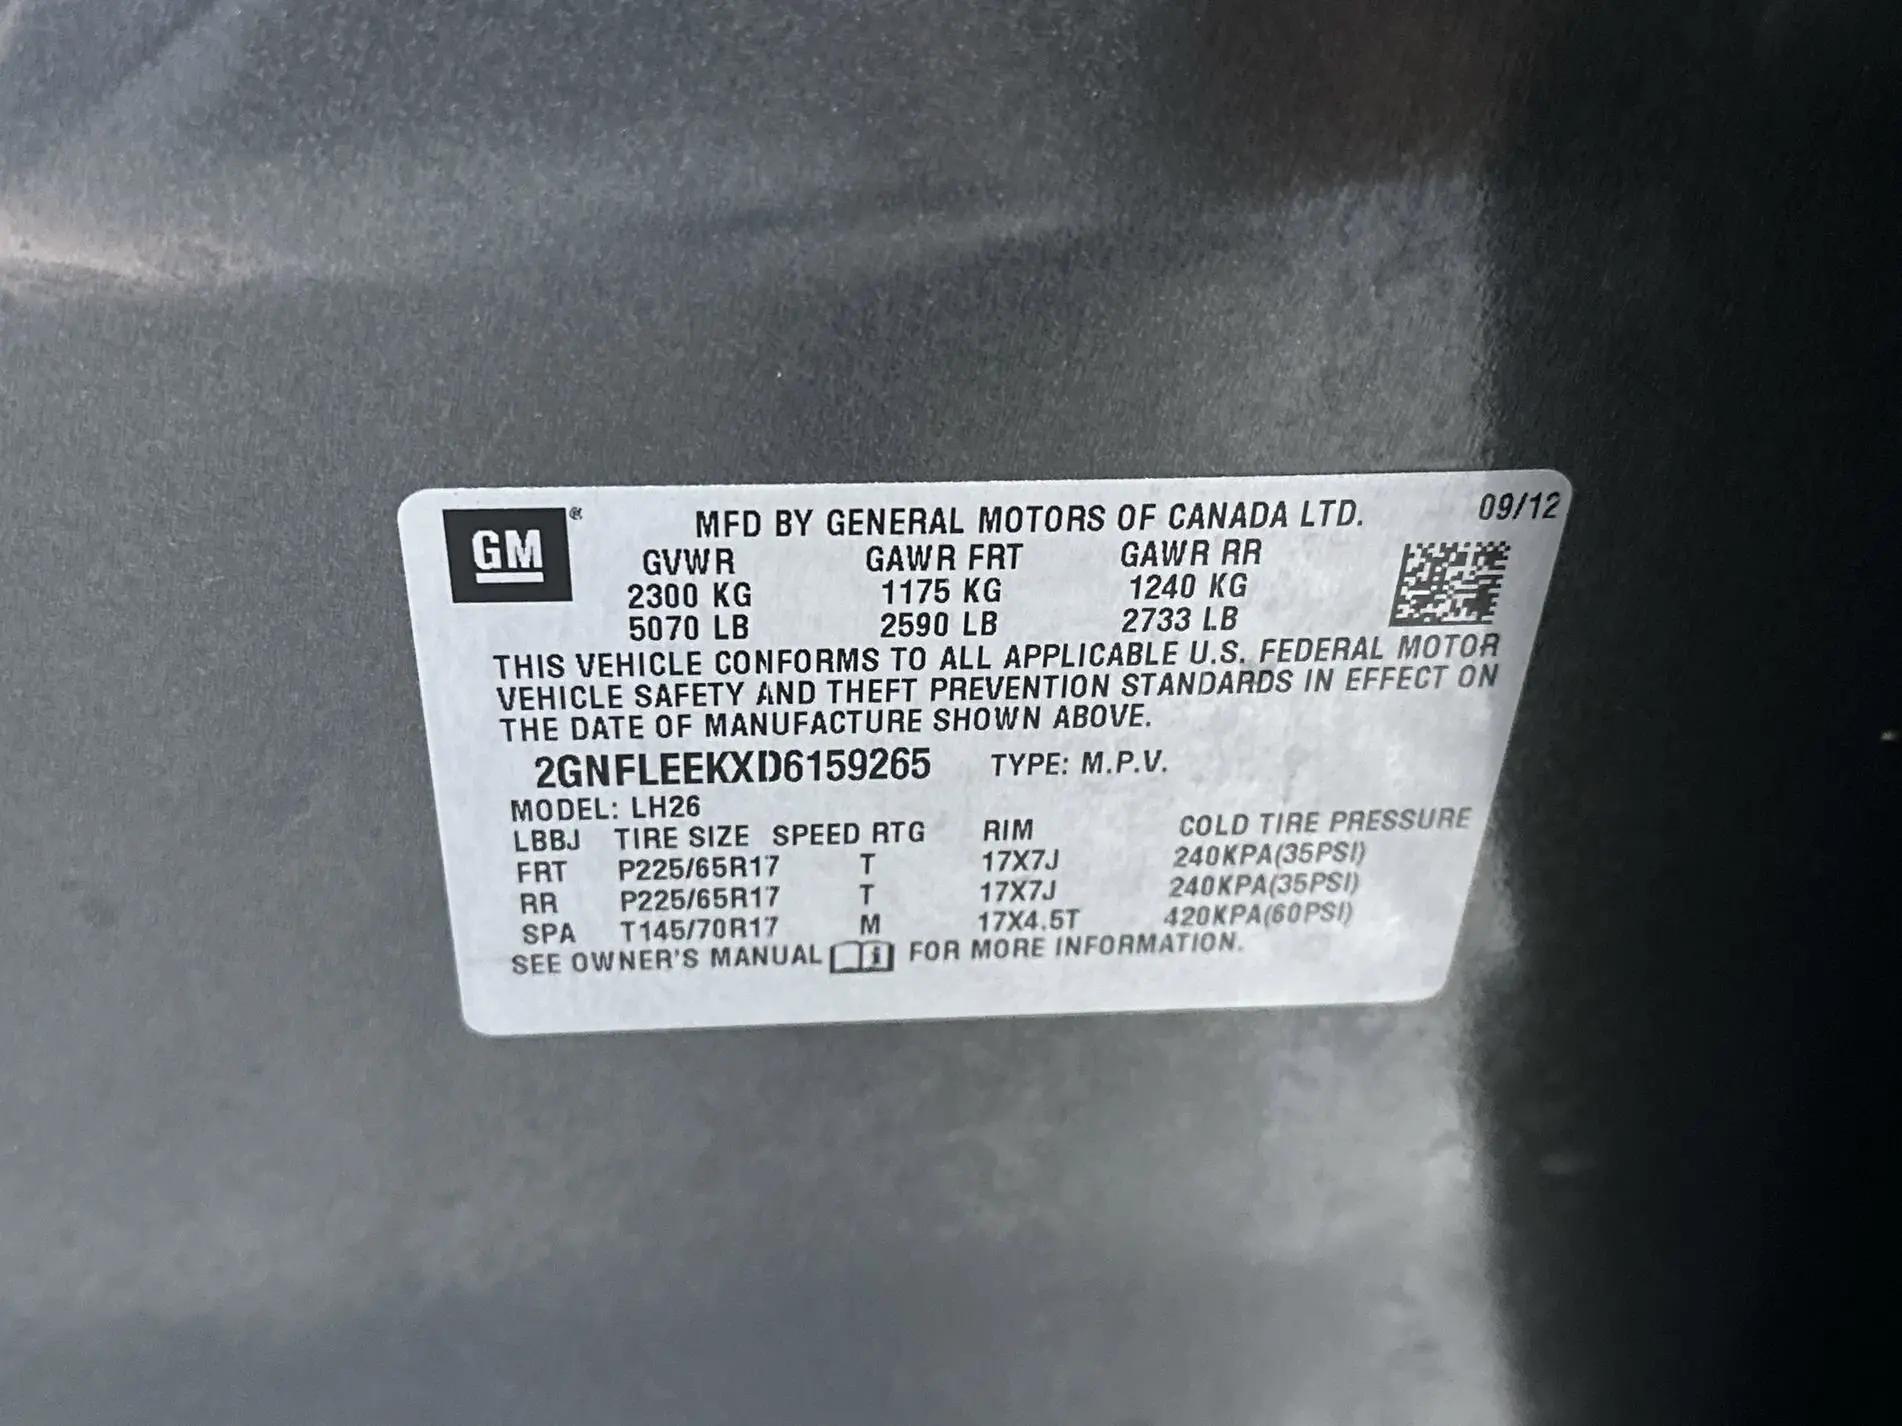 GM®
MFD BY GENERAL MOTORS OF CANADA LTD. 09/12
GVWR GAWR FRT GAWR RR
2300 KG 1175 KG 1240 KG
5070 LB 2590 LB 2733 LB
THIS VEHICLE CONFORMS TO ALL APPLICABLE U.S. FEDERAL MOTOR
VEHICLE SAFETY AND THEFT PREVENTION STANDARDS IN EFFECT ON
THE DATE OF MANUFACTURE SHOWN ABOVE.
2GNFLEEKXD6159265 TYPE: M.P.V.
MODEL: LH26
LBBJ TIRE SIZE SPEED RTG RIM COLD TIRE PRESSURE
FRT P225/65R17 T 17X7J 240KPA(35PSI)
RR P225/65R17 T 17X7J 240KPA(35PSI)
SPA T145/70R17 M 17X4.5T 420KPA(60PSI)
SEE OWNER'S MANUAL i FOR MORE INFORMATION.